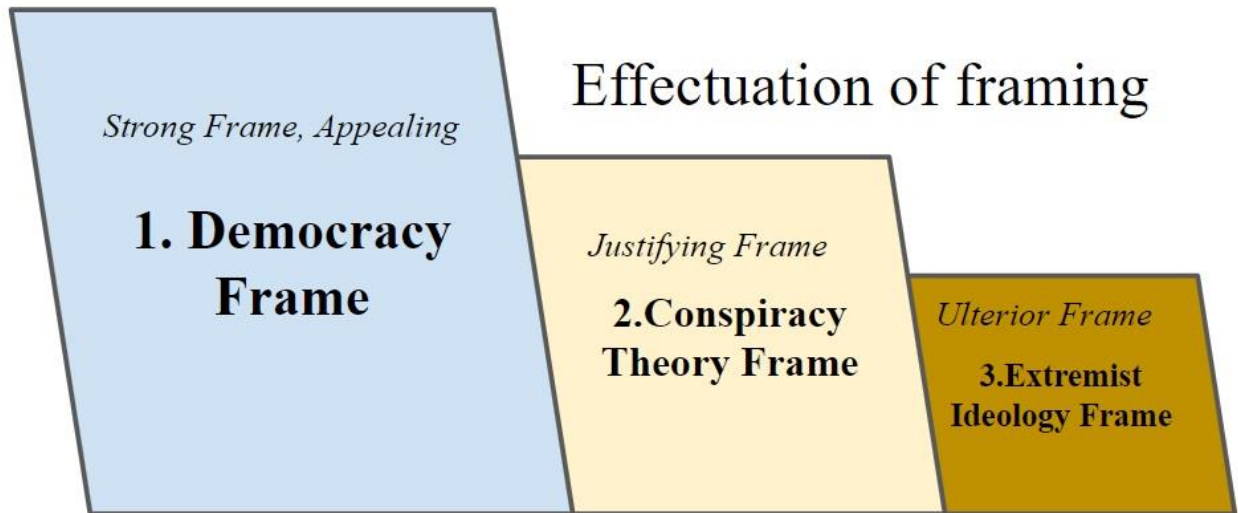 Effectuation of framing
Strong Frame, Appealing
1. Democracy
Frame
Justifying Frame
2.Conspiracy
Theory Frame
Ulterior Frame
3.Extremist
Ideology Frame